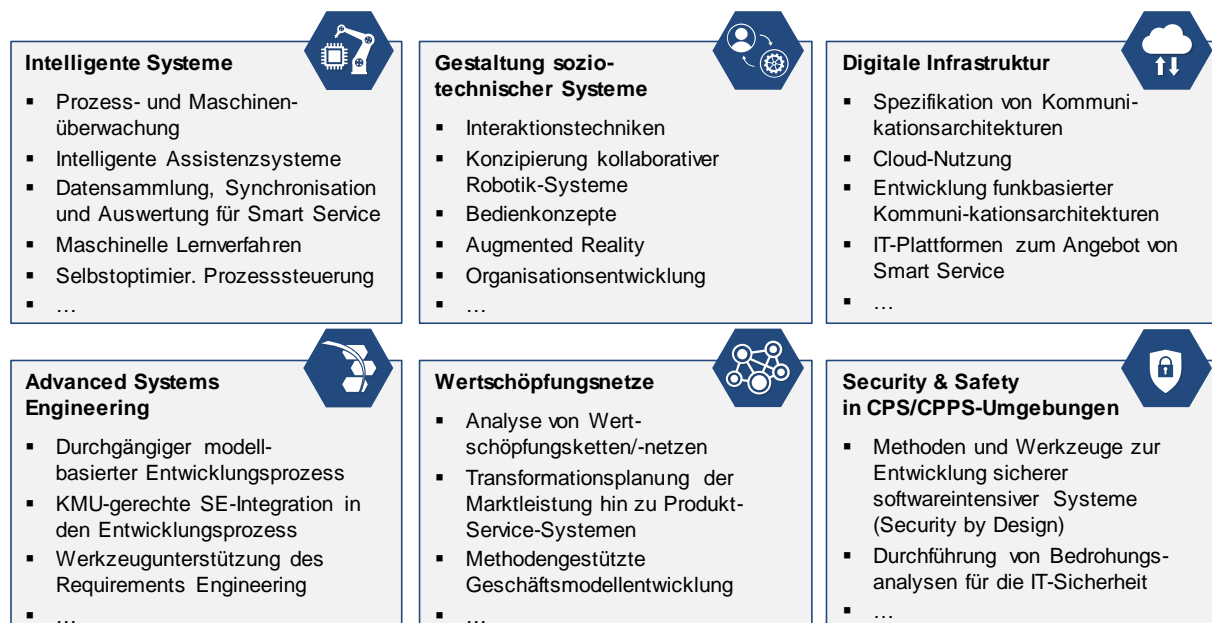 Intelligente Systeme
▪ Prozess- und Maschinen-
überwachung
▪ Intelligente Assistenzsysteme
▪ Datensammlung, Synchronisation
und Auswertung für Smart Service
▪ Maschinelle Lernverfahren
▪ Selbstoptimier. Prozesssteuerung
▪ …
Gestaltung sozio-
technischer Systeme
▪ Interaktionstechniken
▪ Konzipierung kollaborativer
Robotik-Systeme
▪ Bedienkonzepte
▪ Augmented Reality
▪ Organisationsentwicklung
▪ …
Digitale Infrastruktur
▪ Spezifikation von Kommuni-
kationsarchitekturen
▪ Cloud-Nutzung
▪ Entwicklung funkbasierter
Kommuni-kationsarchitekturen
▪ IT-Plattformen zum Angebot von
Smart Service
▪ …
Advanced Systems
Engineering
▪ Durchgängiger modell-
basierter Entwicklungsprozess
▪ KMU-gerechte SE-Integration in
den Entwicklungsprozess
▪ Werkzeugunterstützung des
Requirements Engineering
▪ …
Wertschöpfungsnetze
▪ Analyse von Wert-
schöpfungsketten/-netzen
▪ Transformationsplanung der
Marktleistung hin zu Produkt-
Service-Systemen
▪ Methodengestützte
Geschäftsmodellentwicklung
▪ …
Security & Safety
in CPS/CPPS-Umgebungen
▪ Methoden und Werkzeuge zur
Entwicklung sicherer
softwareintensiver Systeme
(Security by Design)
▪ Durchführung von Bedrohungs-
analysen für die IT-Sicherheit
▪ …